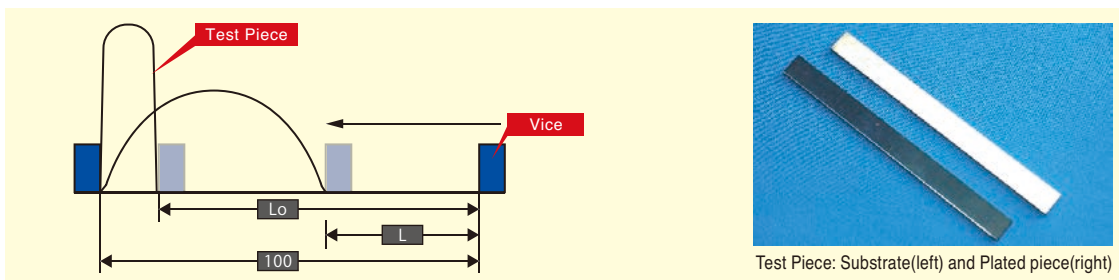 Test Piece
Vice
Lo
L
100
Test Piece: Substrate(left) and Plated piece(right)